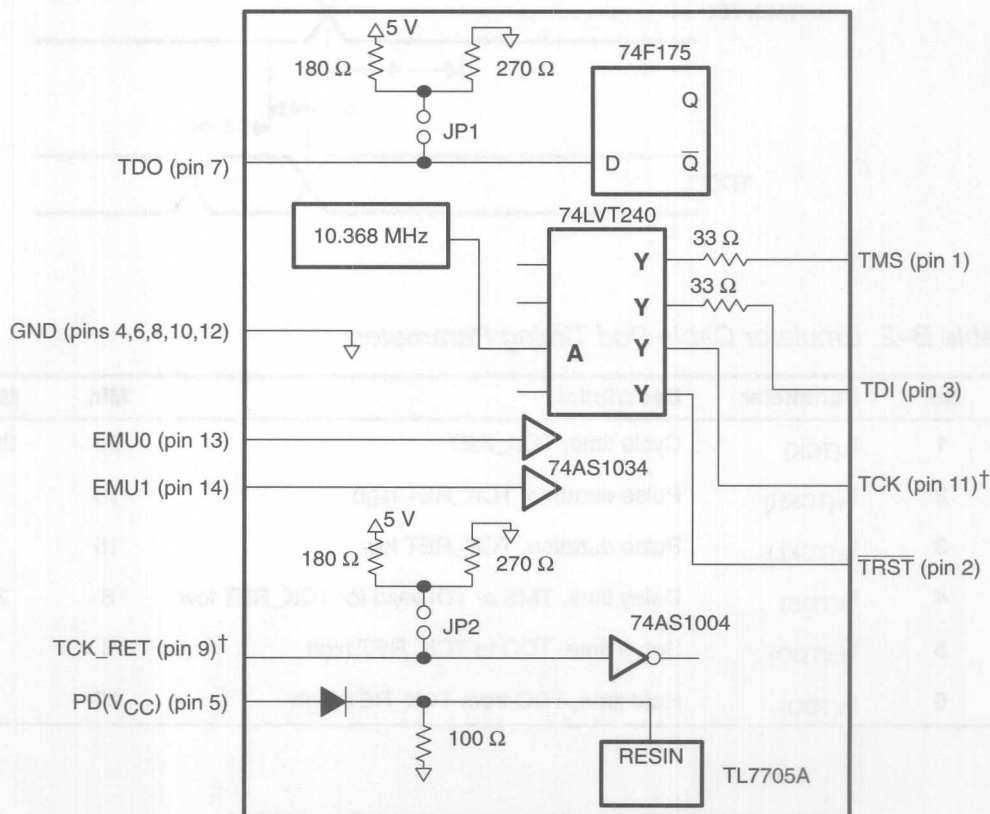 5 V
180 Ω
270 Ω
74F175
Q
JP1
TDO (pin 7)
D
Q̅
74LVT240
10.368 MHz
33 Ω
Y
TMS (pin 1)
33 Ω
Y
GND (pins 4,6,8,10,12)
A
Y
Y
TDI (pin 3)
EMU0 (pin 13)
74AS1034
EMU1 (pin 14)
TCK (pin 11)†
5 V
180 Ω
270 Ω
T̅R̅S̅T̅ (pin 2)
JP2
74AS1004
TCK_RET (pin 9)†
PD(VCC) (pin 5)
100 Ω
RESIN
TL7705A